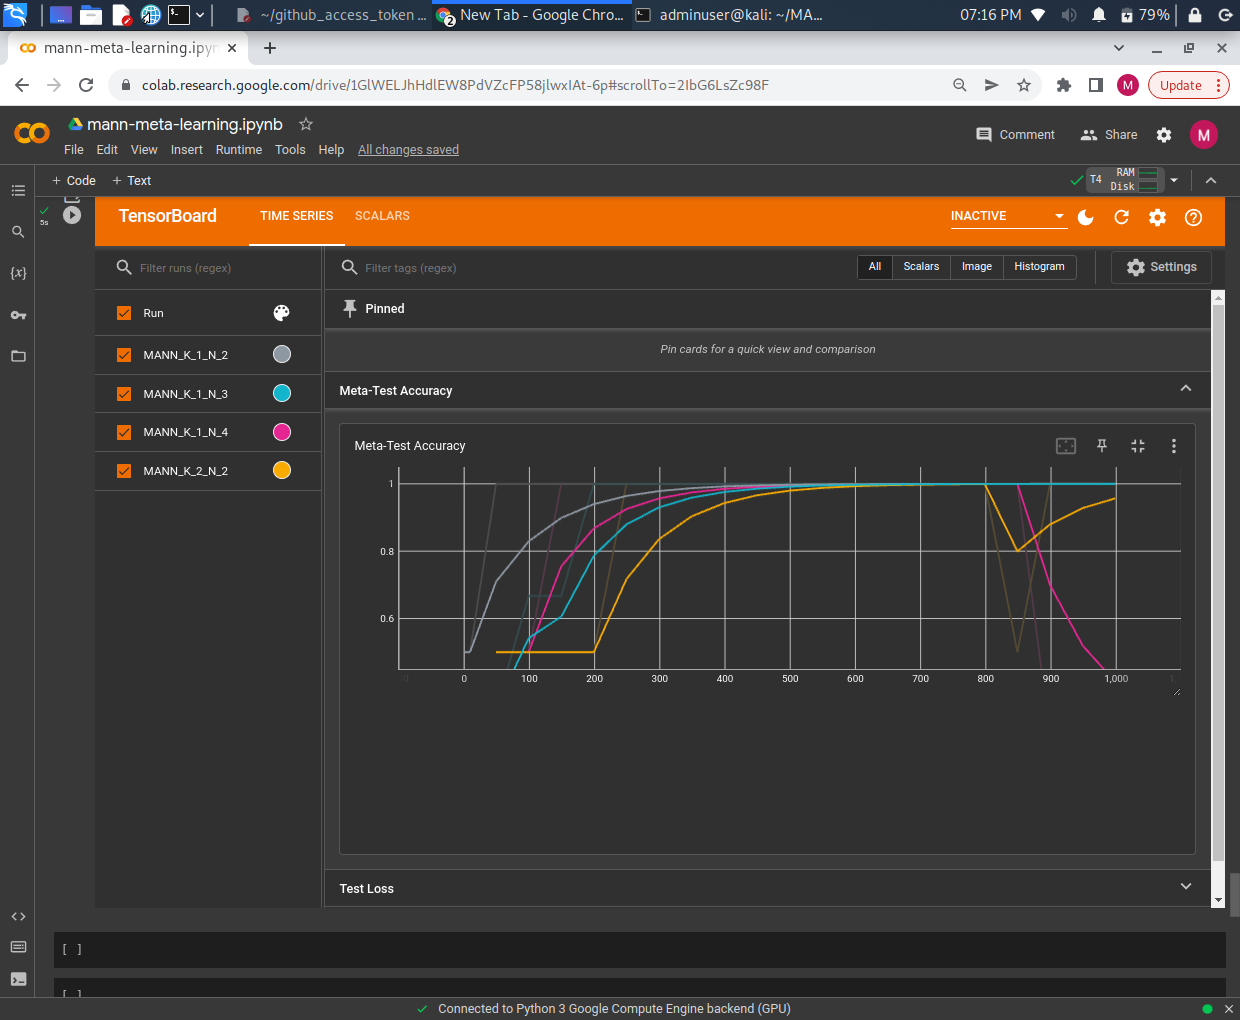 ~/github_access_token ...
New Tab - Google Chro...
adminuser@kali: ~/MA...
07:16 PM
79%
mann-meta-learning.ipyn
colab.research.google.com/drive/1GlWELJhHdlEW8PdVZcFP58jlwxIAt-6p#scrollTo=2IbG6LsZc98F
M
Update
mann-meta-learning.ipynb
Comment
Share
M
File Edit View Insert Runtime Tools Help All changes saved
+ Code + Text
T4 RAM
Disk
5s
TensorBoard TIME SERIES SCALARS INACTIVE
Filter runs (regex)
Filter tags (regex)
All Scalars Image Histogram Settings
Run
MANN_K_1_N_2
MANN_K_1_N_3
MANN_K_1_N_4
MANN_K_2_N_2
Pinned
Pin cards for a quick view and comparison
Meta-Test Accuracy
Meta-Test Accuracy
1
0.8
0.6
0 100 200 300 400 500 600 700 800 900 1,000
Test Loss
[ ]
[ ]
Connected to Python 3 Google Compute Engine backend (GPU)